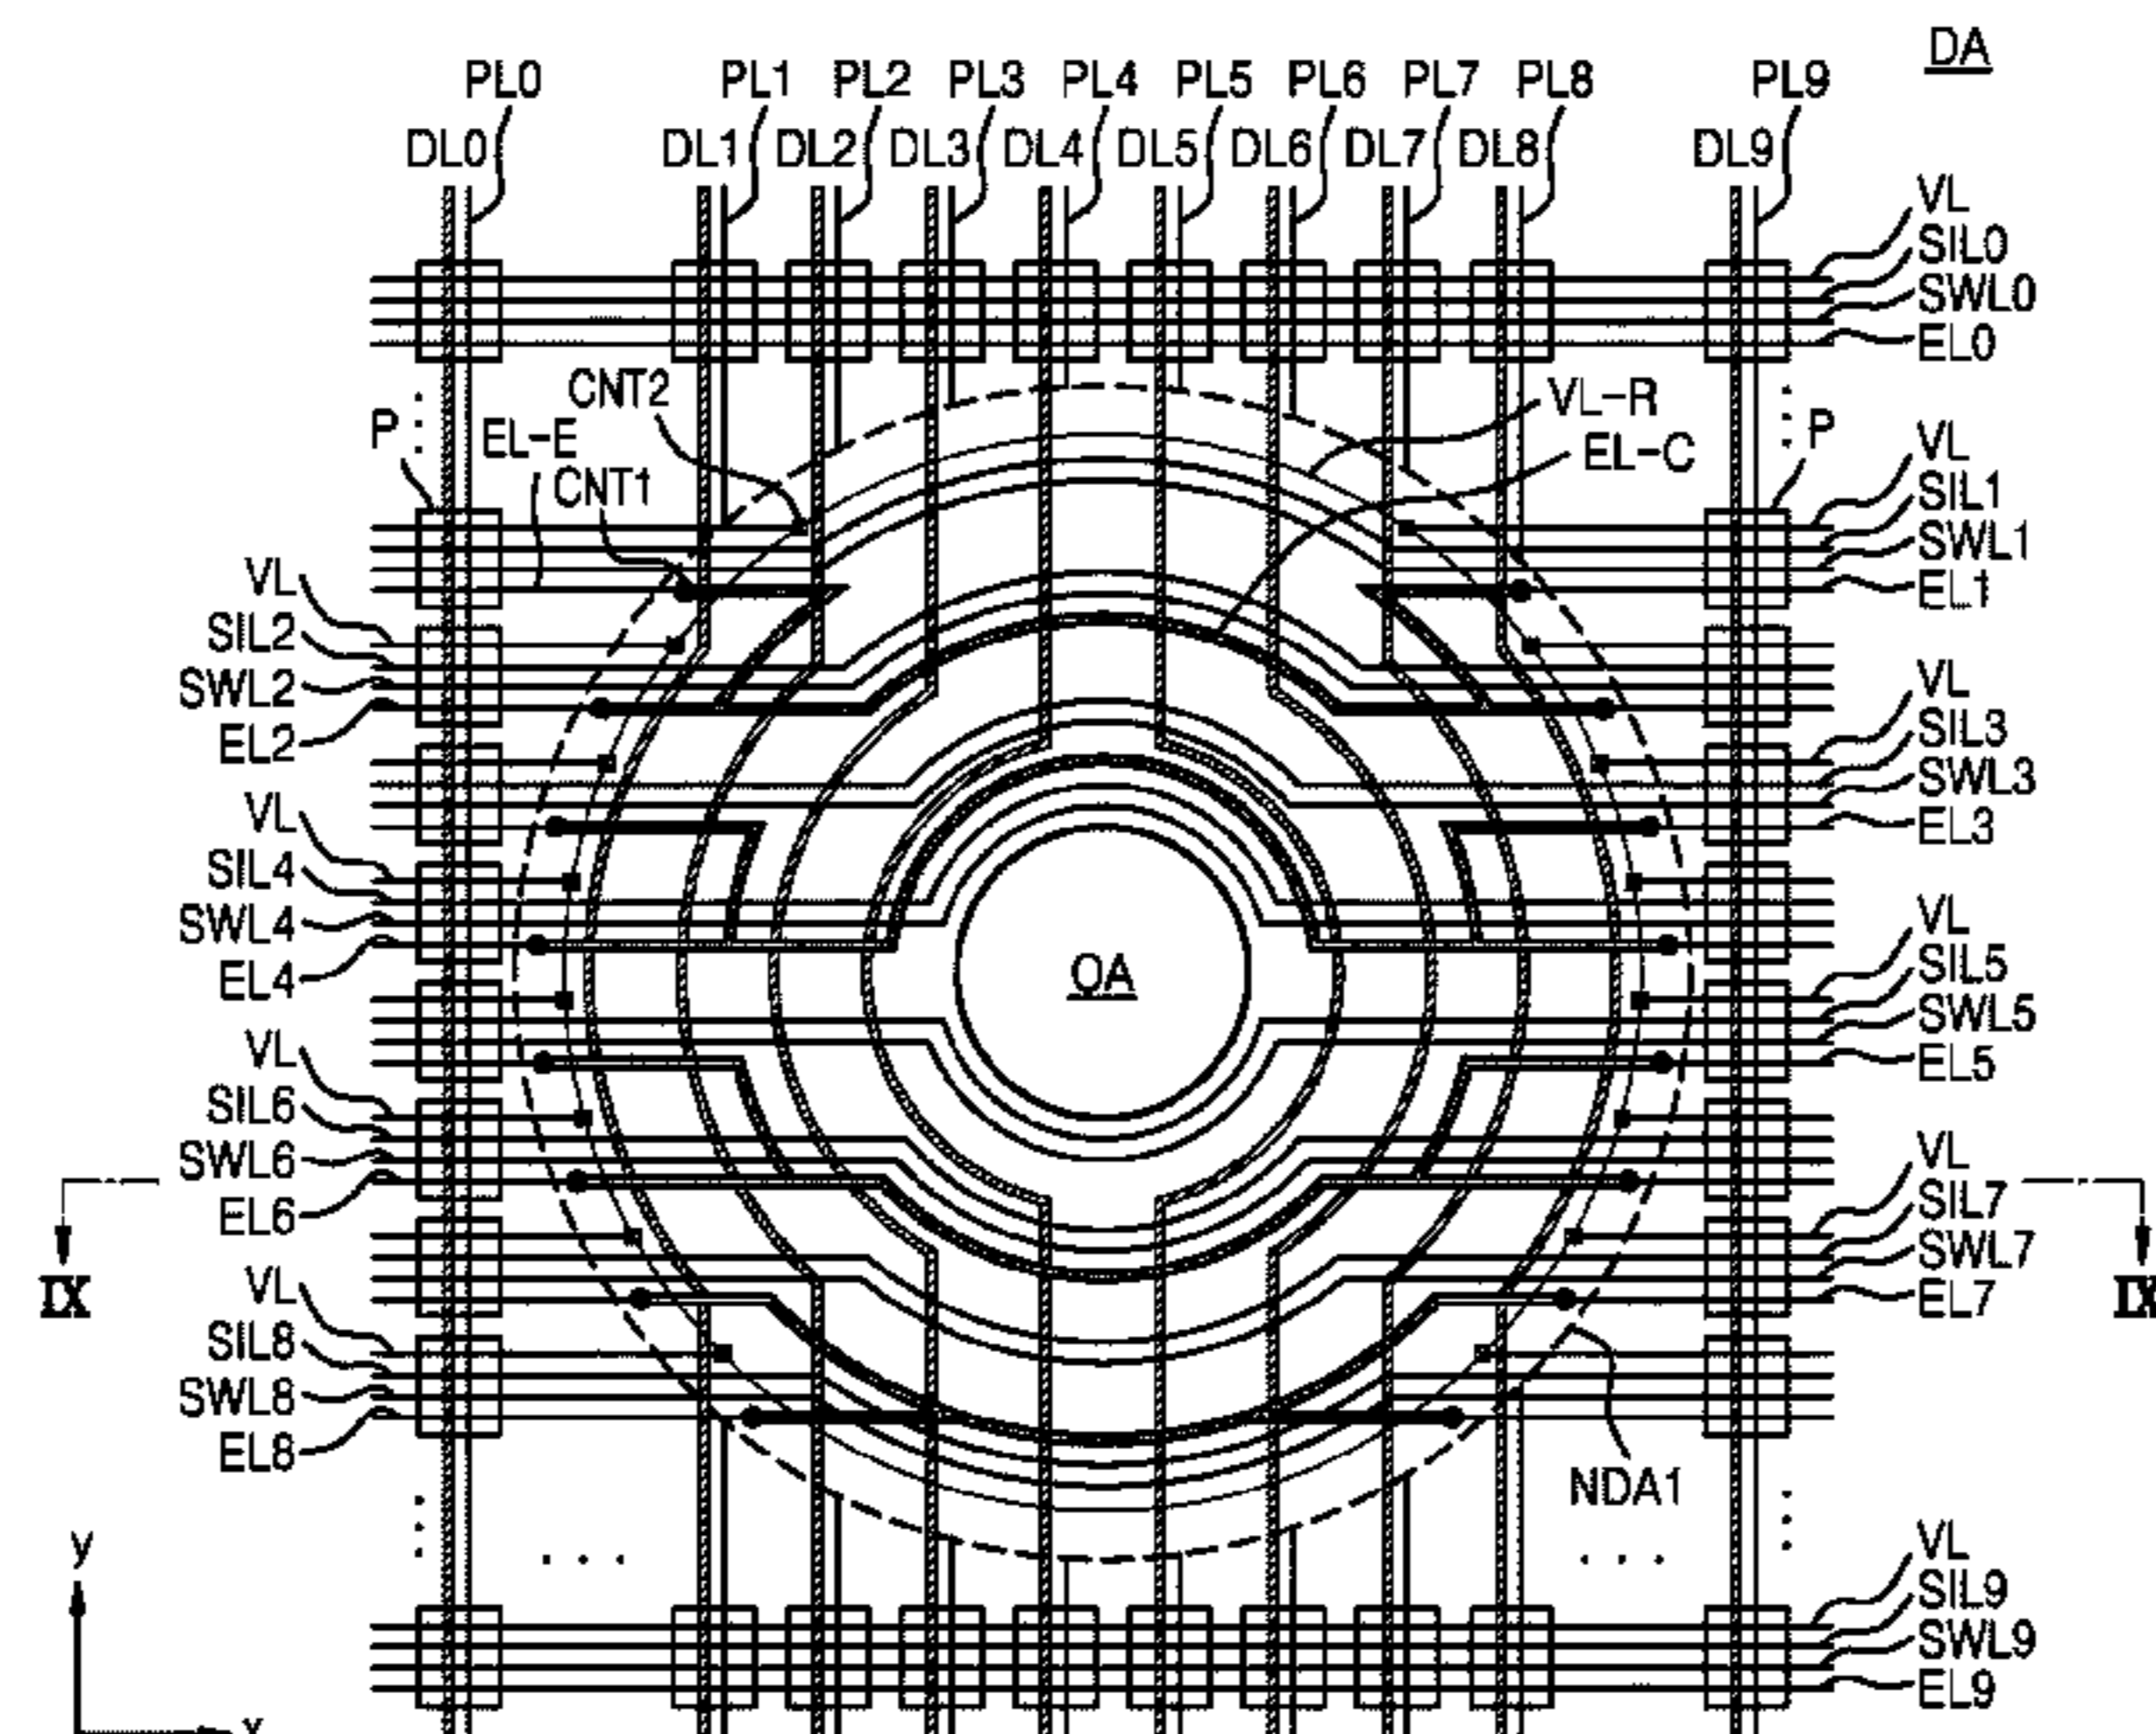 DA
PL0 PL1 PL2 PL3 PL4 PL5 PL6 PL7 PL8 PL9
DL0 DL1 DL2 DL3 DL4 DL5 DL6 DL7 DL8 DL9
VL
SIL0
SWL0
EL0
CNT2
VL-R
P
EL-E
EL-C
P
CNT1
VL
SIL1
SWL1
EL1
VL
SIL2
SWL2
EL2
VL
SIL3
SWL3
EL3
VL
SIL4
SWL4
EL4
OA
VL
SIL5
SWL5
EL5
VL
SIL6
SWL6
EL6
VL
SIL7
SWL7
EL7
IX
IX
VL
SIL8
SWL8
EL8
NDA1
VL
SIL9
SWL9
EL9
y
x